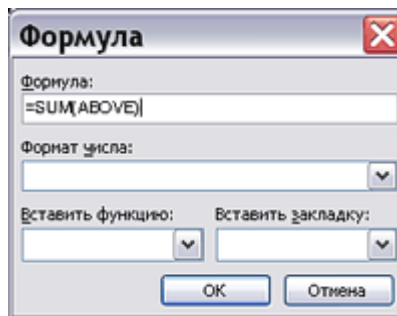 Формула
Формула:
=SUM(ABOVE)
Формат числа:
Вставить функцию: Вставить закладку:
ОК Отмена